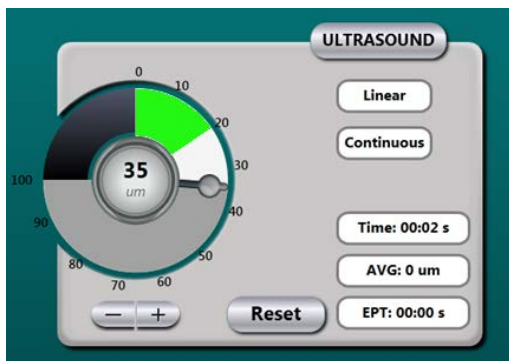 ULTRASOUND
0
10
20
30
40
50
60
70
80
90
100
35
um
Linear
Continuous
Time: 00:02 s
AVG: 0 um
EPT: 00:00 s
− +
Reset